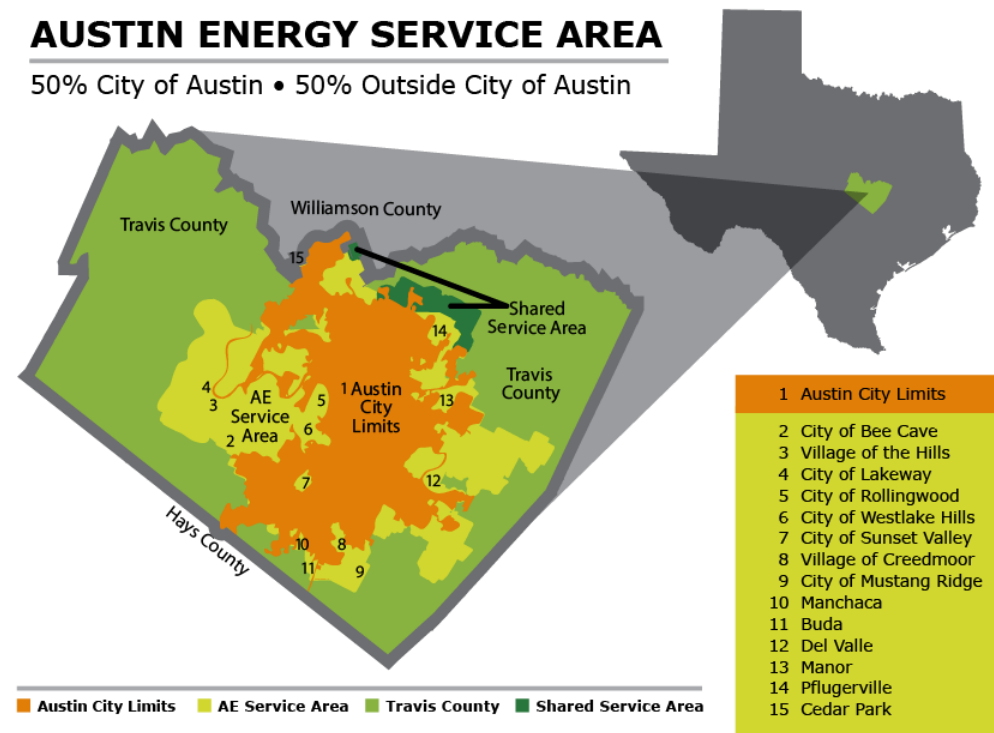 AUSTIN ENERGY SERVICE AREA
50% City of Austin • 50% Outside City of Austin
Williamson County
Travis County
15
Shared
Service Area
14
Travis
County
4
3
AE
Service
Area
2
5
6
1 Austin
City
Limits
13
7
12
Hays County
10
8
11
9
1 Austin City Limits
2 City of Bee Cave
3 Village of the Hills
4 City of Lakeway
5 City of Rollingwood
6 City of Westlake Hills
7 City of Sunset Valley
8 Village of Creedmoor
9 City of Mustang Ridge
10 Manchaca
11 Buda
12 Del Valle
13 Manor
14 Pflugerville
15 Cedar Park
Austin City Limits
AE Service Area
Travis County
Shared Service Area